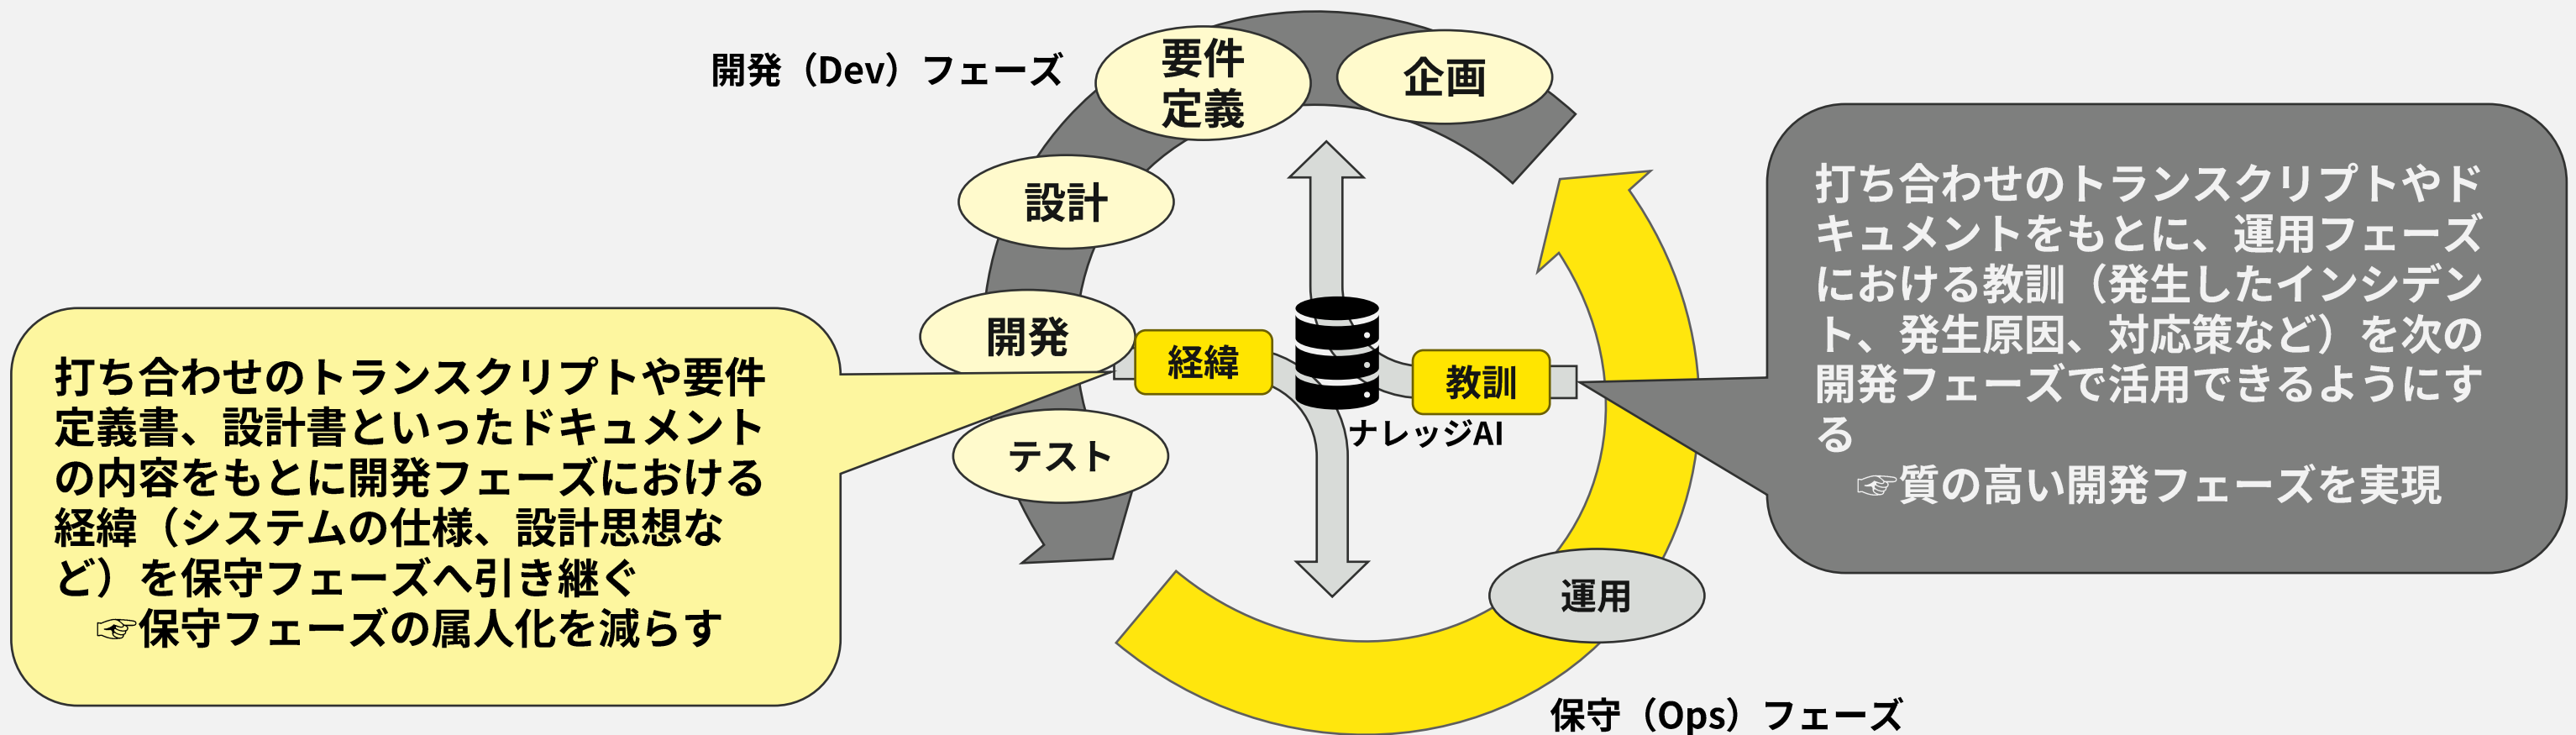 開発（Dev）フェーズ
要件
定義
企画
設計
開発
テスト
経緯
教訓
ナレッジAI
運用
保守（Ops）フェーズ
打ち合わせのトランスクリプトや要件
定義書、設計書といったドキュメント
の内容をもとに開発フェーズにおける
経緯（システムの仕様、設計思想な
ど）を保守フェーズへ引き継ぐ
☞保守フェーズの属人化を減らす
打ち合わせのトランスクリプトやド
キュメントをもとに、運用フェーズ
における教訓（発生したインシデン
ト、発生原因、対応策など）を次の
開発フェーズで活用できるようにす
る
☞質の高い開発フェーズを実現